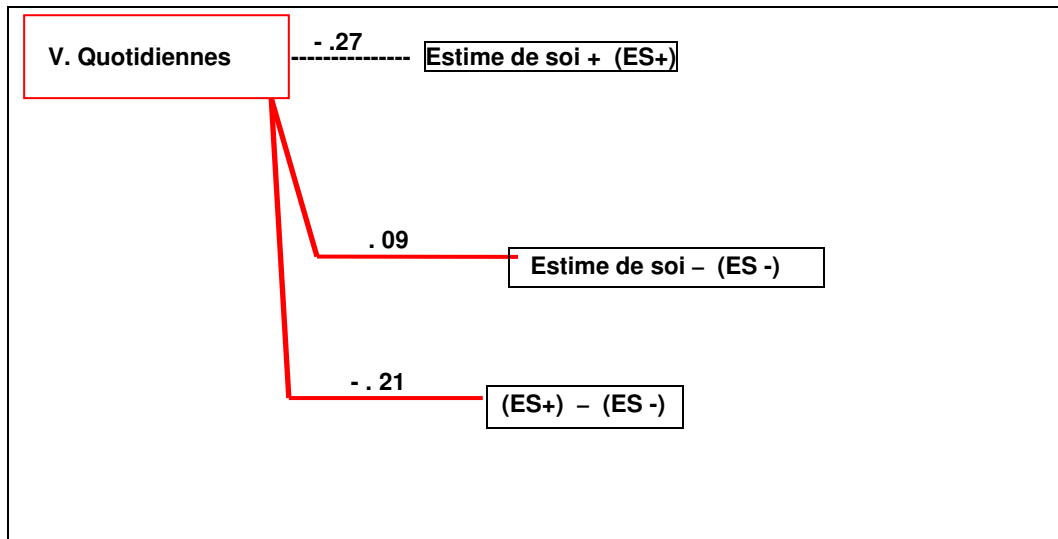 - .27
V. Quotidiennes
Estime de soi + (ES+)
. 09
Estime de soi – (ES -)
- . 21
(ES+) – (ES -)